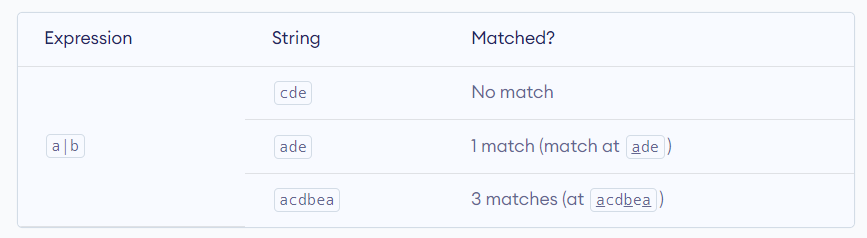 Expression String Matched?
cde No match
a|b ade 1 match (match at ade)
acdbea 3 matches (at acdbea)